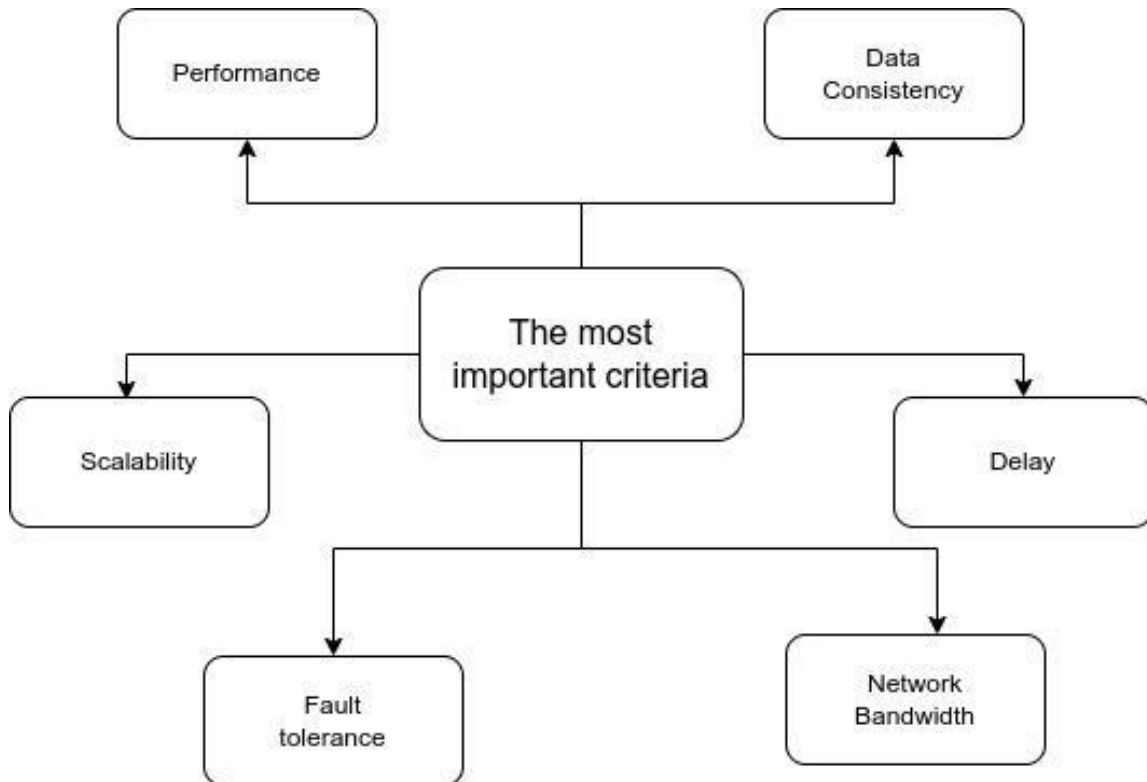 Performance
Data
Consistency
The most
important criteria
Scalability
Delay
Fault
tolerance
Network
Bandwidth